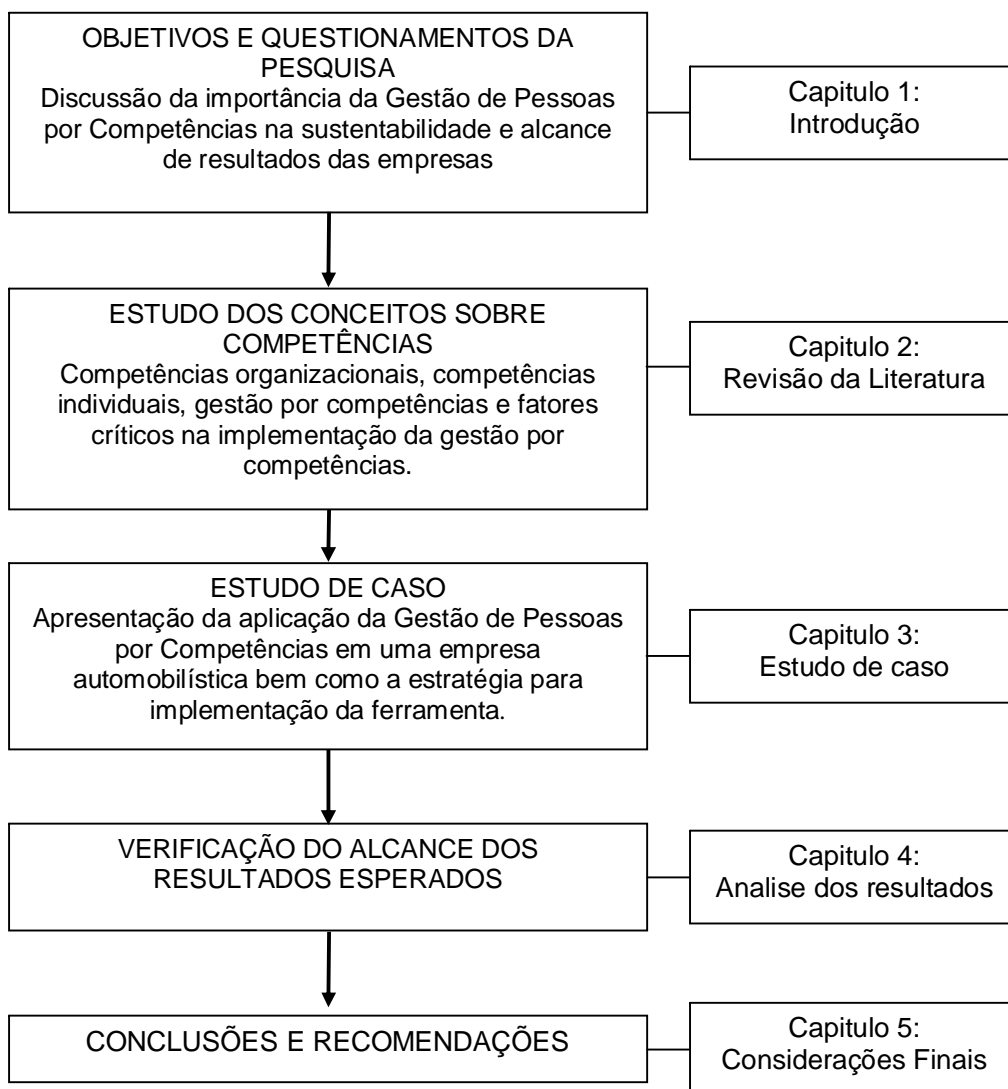 OBJETIVOS E QUESTIONAMENTOS DA
PESQUISA
Discussão da importância da Gestão de Pessoas
por Competências na sustentabilidade e alcance
de resultados das empresas
Capitulo 1:
Introdução
ESTUDO DOS CONCEITOS SOBRE
COMPETÊNCIAS
Competências organizacionais, competências
individuais, gestão por competências e fatores
críticos na implementação da gestão por
competências.
Capitulo 2:
Revisão da Literatura
ESTUDO DE CASO
Apresentação da aplicação da Gestão de Pessoas
por Competências em uma empresa
automobilística bem como a estratégia para
implementação da ferramenta.
Capitulo 3:
Estudo de caso
VERIFICAÇÃO DO ALCANCE DOS
RESULTADOS ESPERADOS
Capitulo 4:
Analise dos resultados
CONCLUSÕES E RECOMENDAÇÕES
Capitulo 5:
Considerações Finais